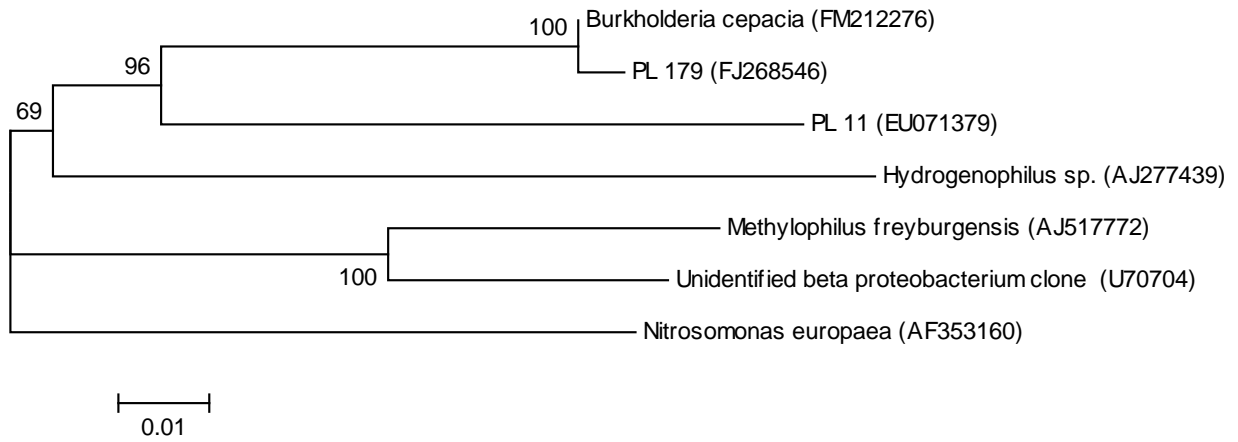 100 Burkholderia cepacia (FM212276)
96 PL 179 (FJ268546)
69 PL 11 (EU071379)
Hydrogenophilus sp. (AJ277439)
Methylophilus freyburgensis (AJ517772)
100 Unidentified beta proteobacterium clone (U70704)
Nitrosomonas europaea (AF353160)
0.01